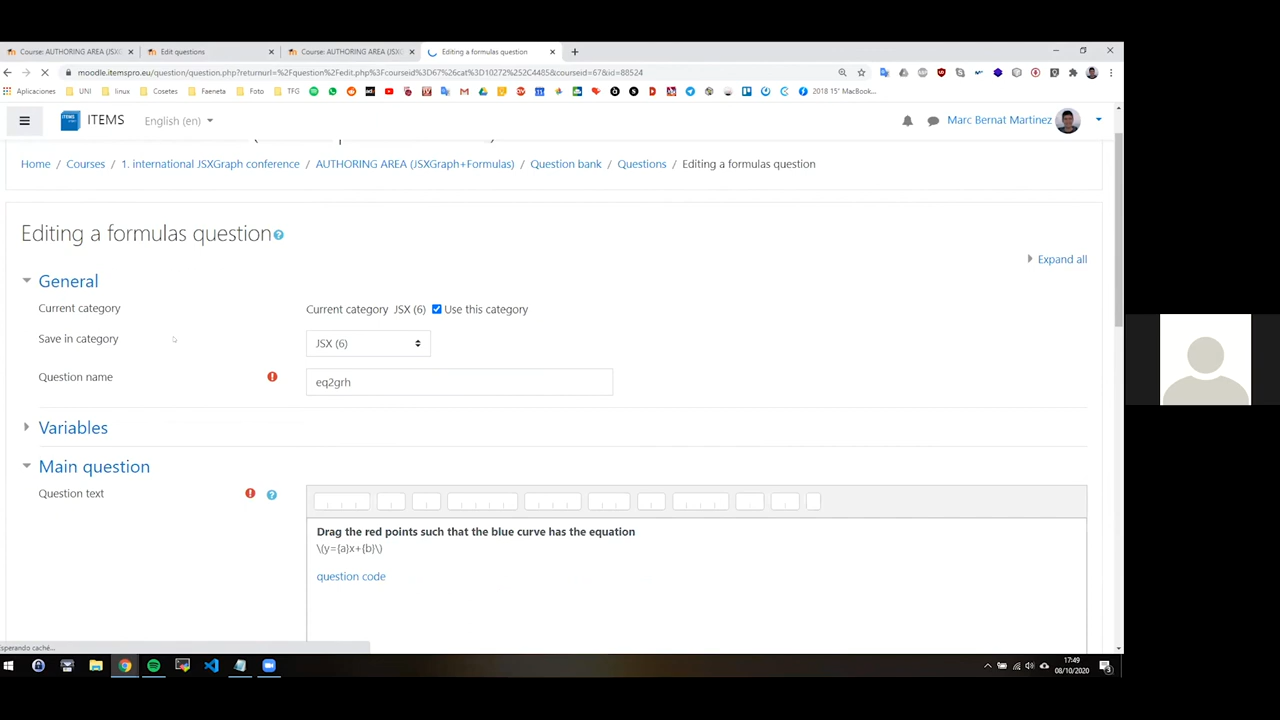 Course: AUTHORING AREA (JSX
Edit questions
Course: AUTHORING AREA (JSX
Editing a formulas question
moodle.itemspro.eu/question/question.php?returnurl=%2Fquestion%2Fedit.php%3Fcourseid%3D67%26cat%3D10272%252C4485&courseid=67&id=88524
Aplicaciones UNI linux Cosetes Faeneta Foto TFG 2018 15" MacBook...
ITEMS English (en) Marc Bernat Martinez
Home / Courses / 1. international JSXGraph conference / AUTHORING AREA (JSXGraph+Formulas) / Question bank / Questions / Editing a formulas question
Editing a formulas question
Expand all
General
Current category Current category JSX (6) Use this category
Save in category JSX (6)
Question name eq2grh
Variables
Main question
Question text
Drag the red points such that the blue curve has the equation
\(y={a}x+{b}\)
question code
sperando caché...
17:49
08/10/2020
3